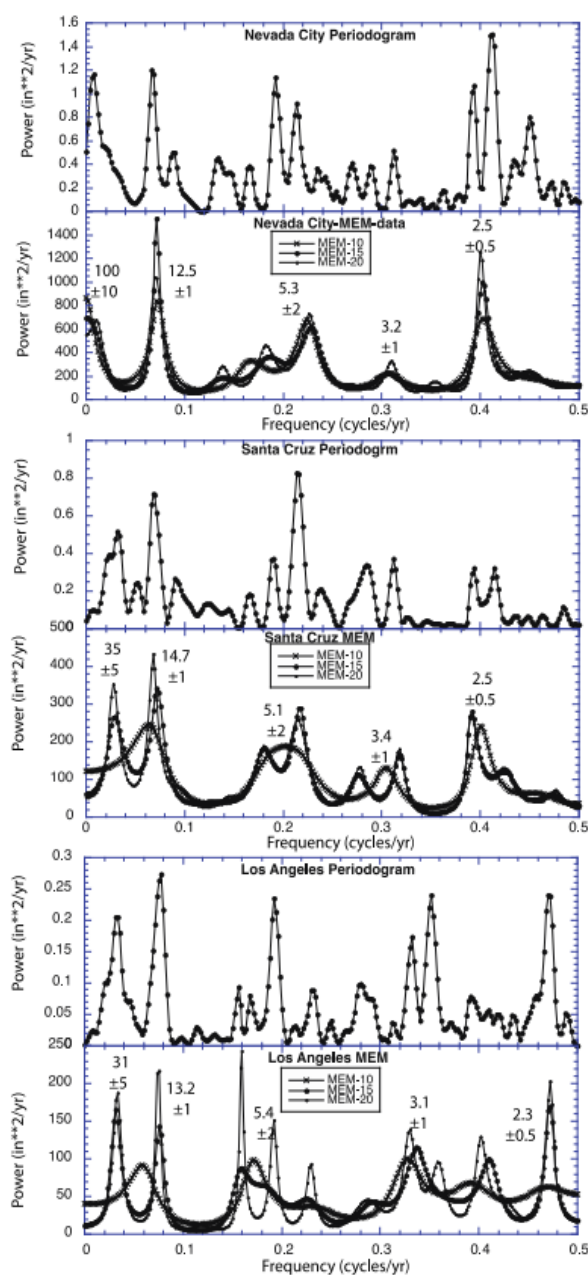 Nevada City Periodogram
Power (in**2/yr)
1.6
1.4
1.2
1
0.8
0.6
0.4
0.2
0
Nevada City-MEM-data
Power (in**2/yr)
MEM-10
MEM-15
MEM-20
1400
1200
1000
800
600
400
200
0
100
±10
12.5
±1
5.3
±2
3.2
±1
2.5
±0.5
0 0.1 0.2 0.3 0.4 0.5
Frequency (cycles/yr)
Santa Cruz Periodogrm
Power (in**2/yr)
1
0.8
0.6
0.4
0.2
0
Santa Cruz MEM
Power (in**2/yr)
MEM-10
MEM-15
MEM-20
500
400
300
200
100
0
35
±5
14.7
±1
5.1
±2
3.4
±1
2.5
±0.5
0 0.1 0.2 0.3 0.4 0.5
Frequency (cycles/yr)
Los Angeles Periodogram
Power (in**2/yr)
0.3
0.25
0.2
0.15
0.1
0.05
0
Los Angeles MEM
Power (in**2/yr)
MEM-10
MEM-15
MEM-20
250
200
150
100
50
0
31
±5
13.2
±1
5.4
±2
3.1
±1
2.3
±0.5
0 0.1 0.2 0.3 0.4 0.5
Frequency (cycles/yr)